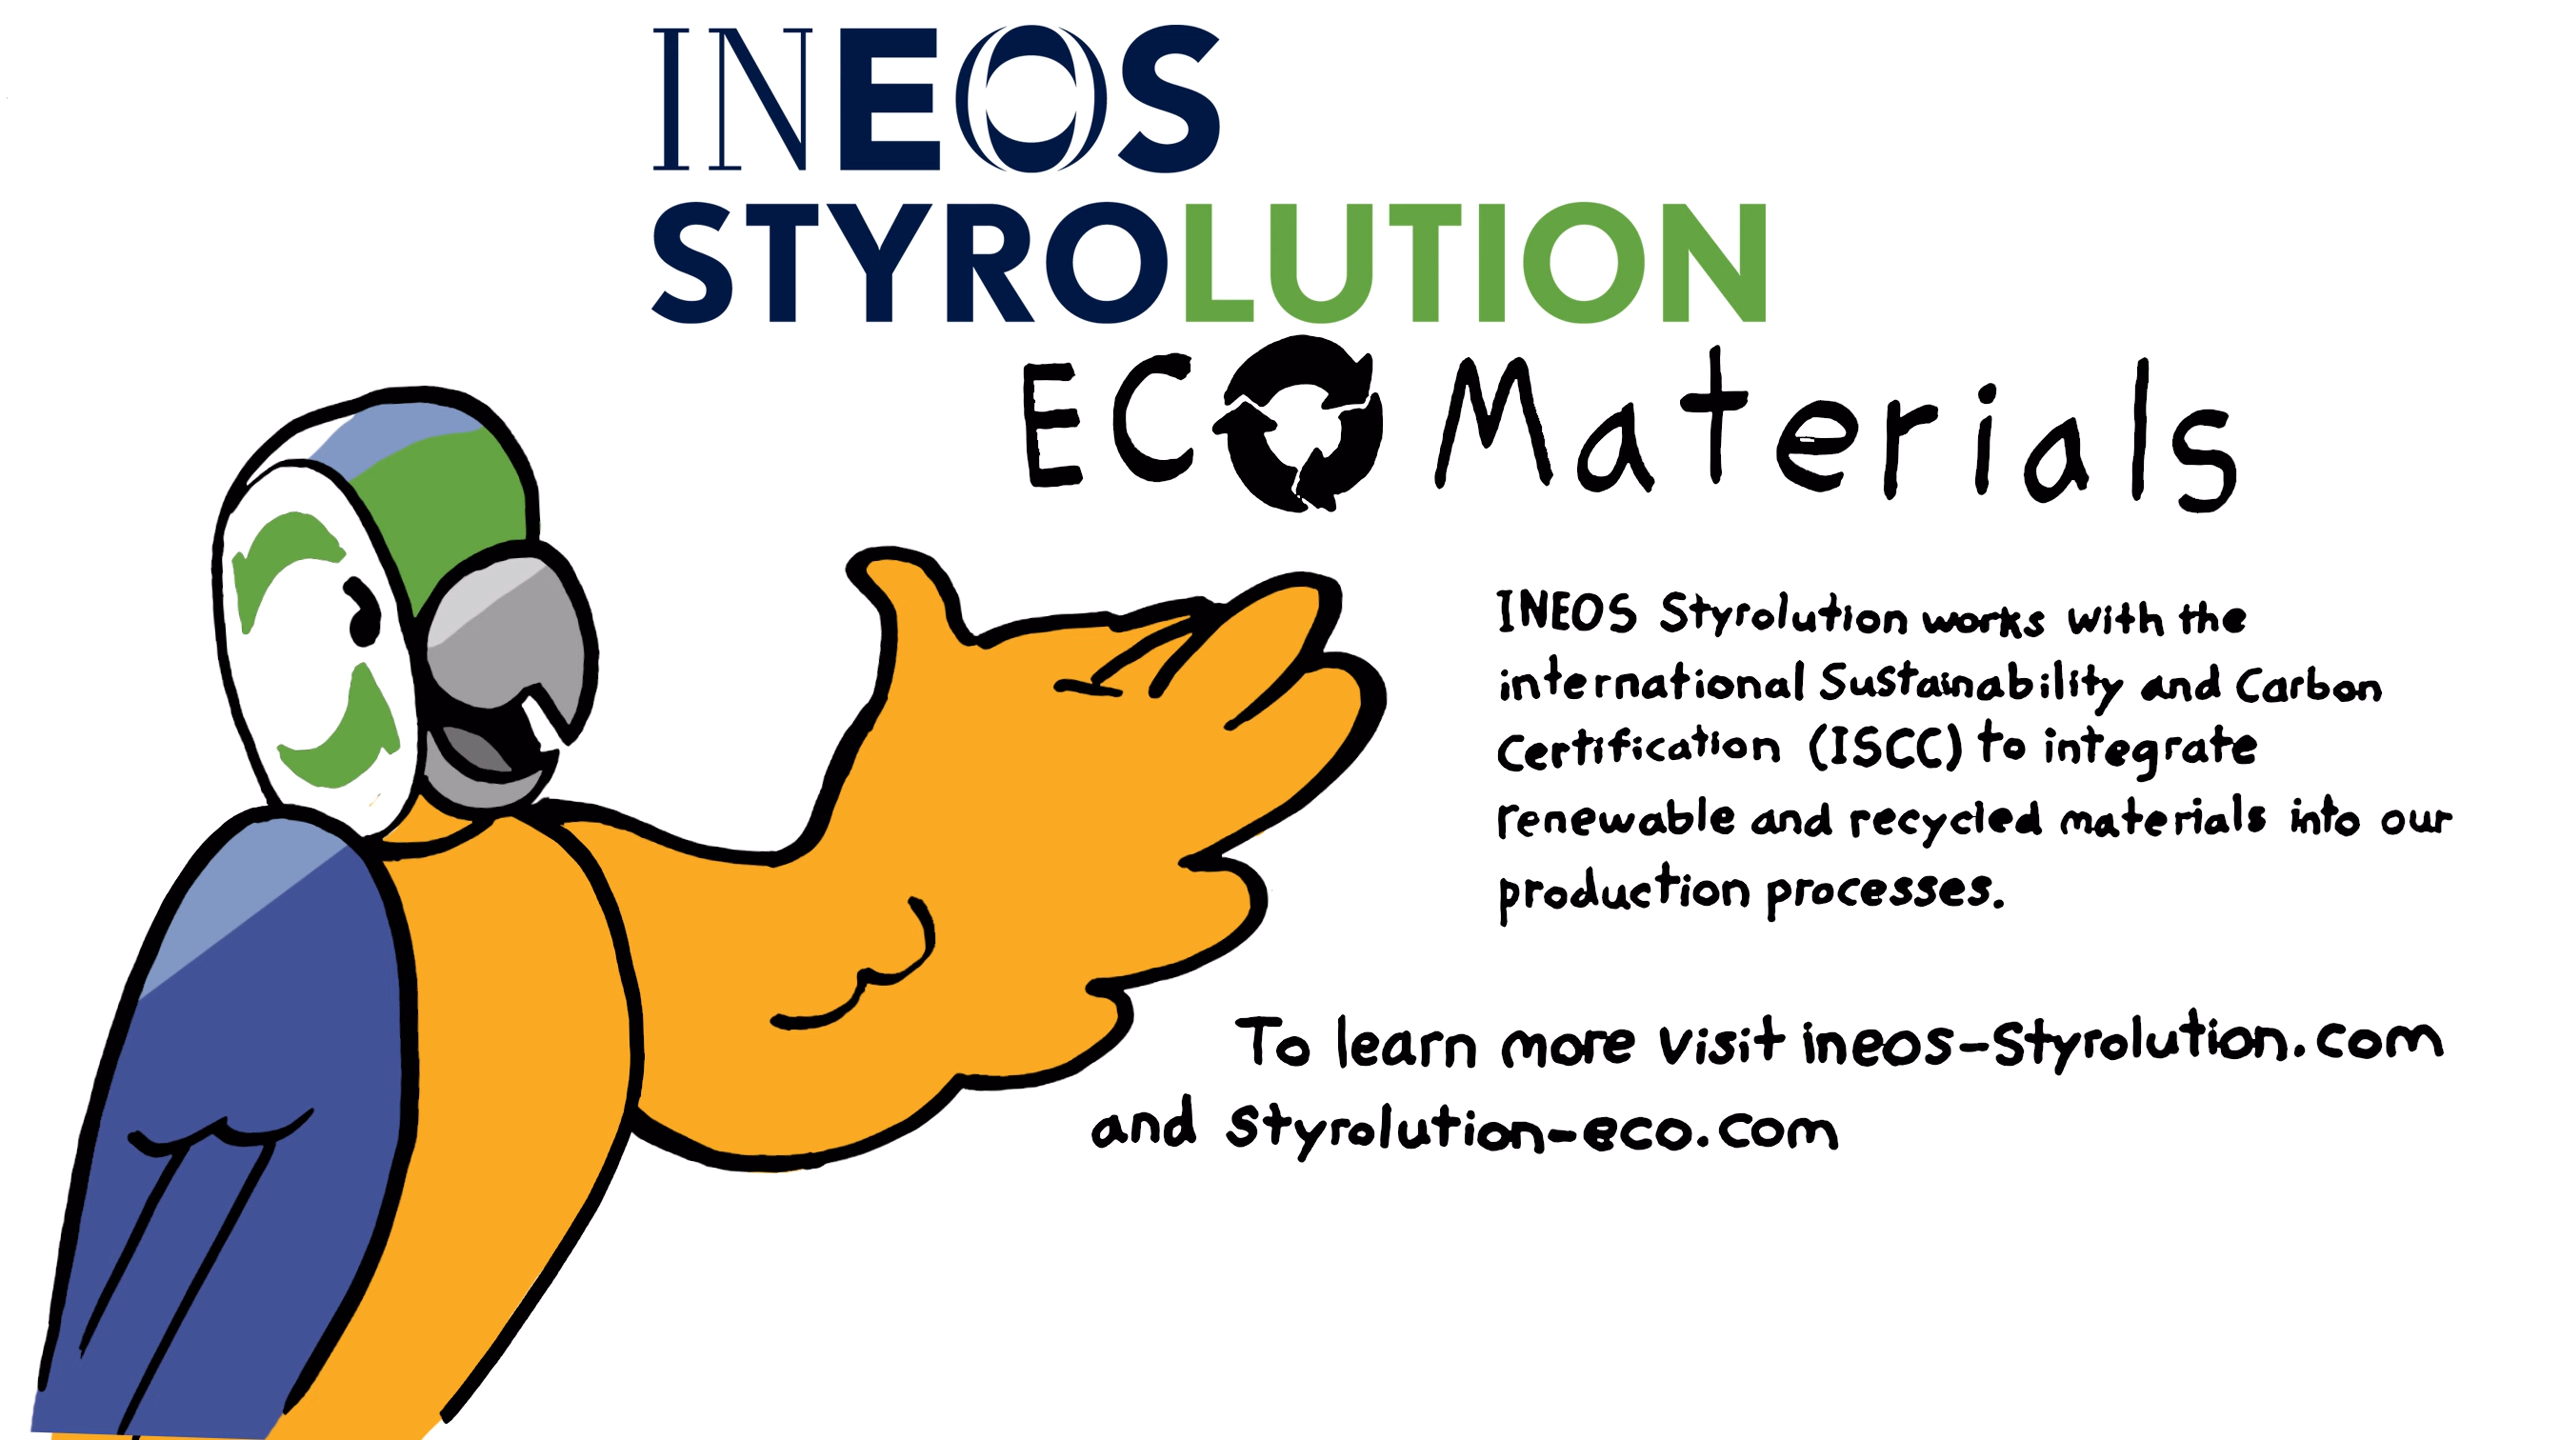 INEOS
STYROLUTION
ECO Materials
INEOS Styrolution works with the
international Sustainability and Carbon
Certification (ISCC) to integrate
renewable and recycled materials into our
production processes.
To learn more visit ineos-styrolution.com
and styrolution-eco.com